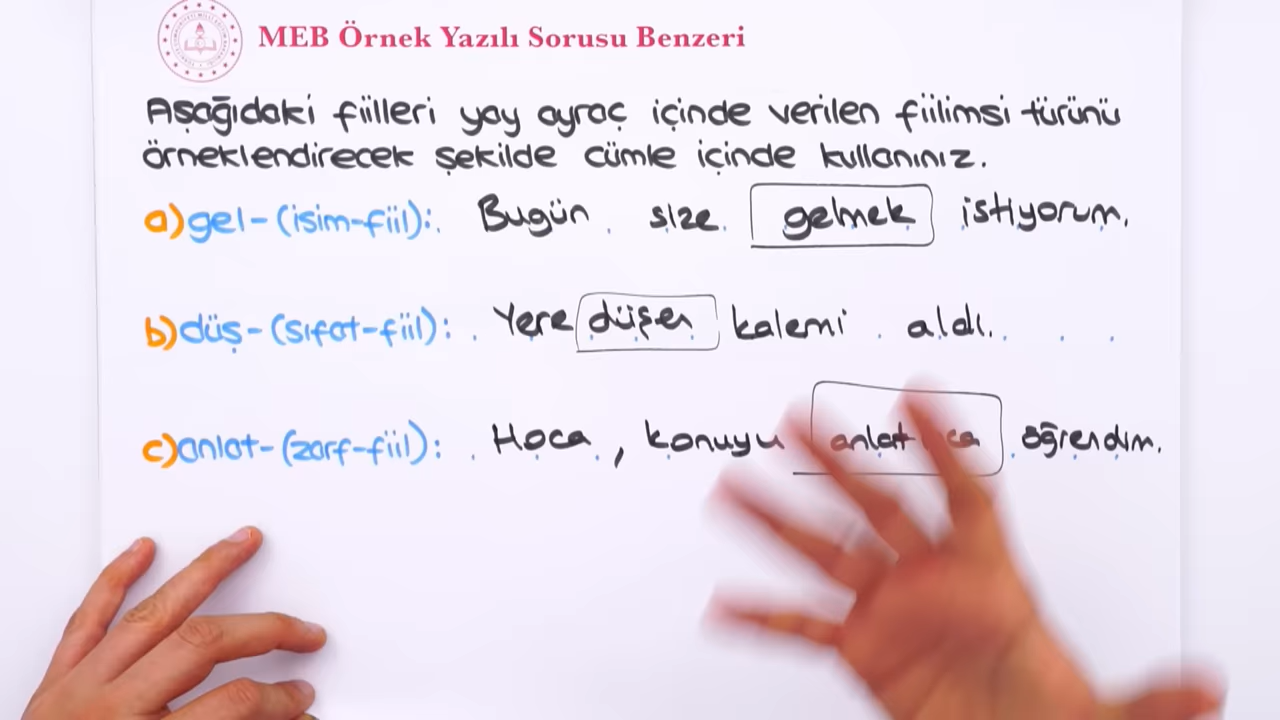 MEB Örnek Yazılı Sorusu Benzeri
Aşağıdaki fiilleri yay ayraç içinde verilen fiilimsi türünü
örneklendirecek şekilde cümle içinde kullanınız.
a) gel-(isim-fiil): Bugün size gelmek istiyorum.
b) düş-(sıfat-fiil): Yere düşen kalemi aldı.
c) anlat-(zarf-fiil): Hoca, konuyu öğrendim.